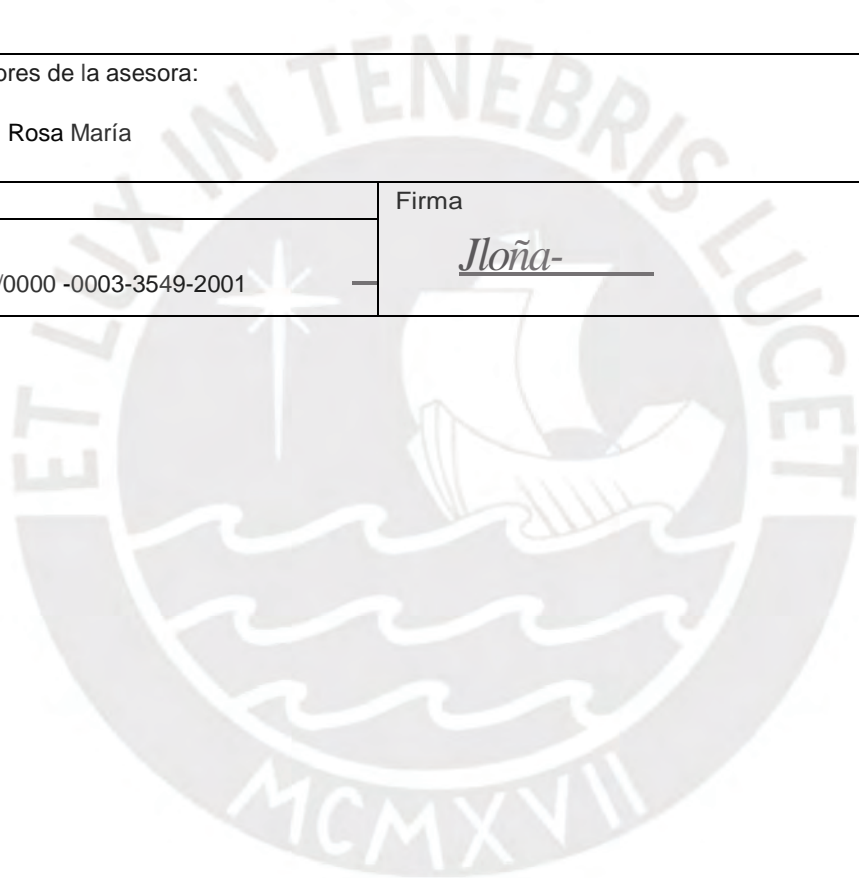 ores de la asesora:
Rosa María
Firma
Jloña-
/0000 -0003-3549-2001
ET LUX IN TENEBRIS LUCET
MCMXVII